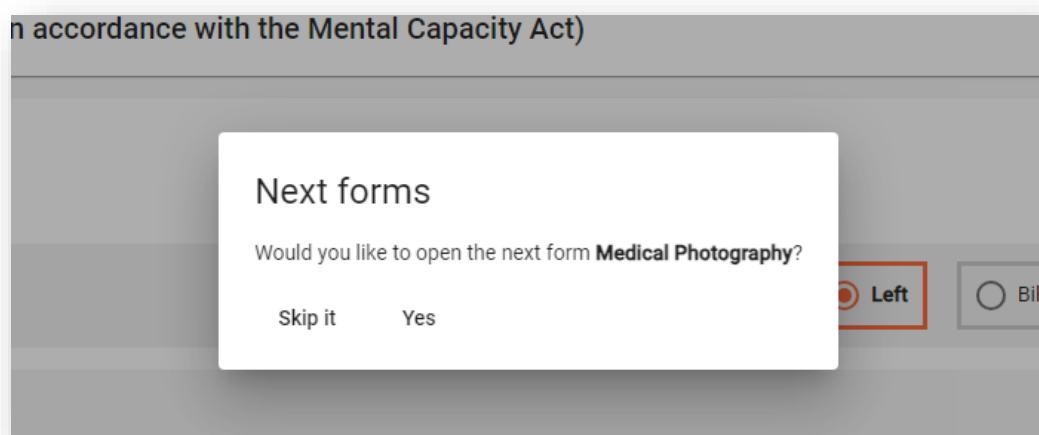 n accordance with the Mental Capacity Act)
Next forms
Would you like to open the next form Medical Photography?
Left
Bil
Skip it Yes